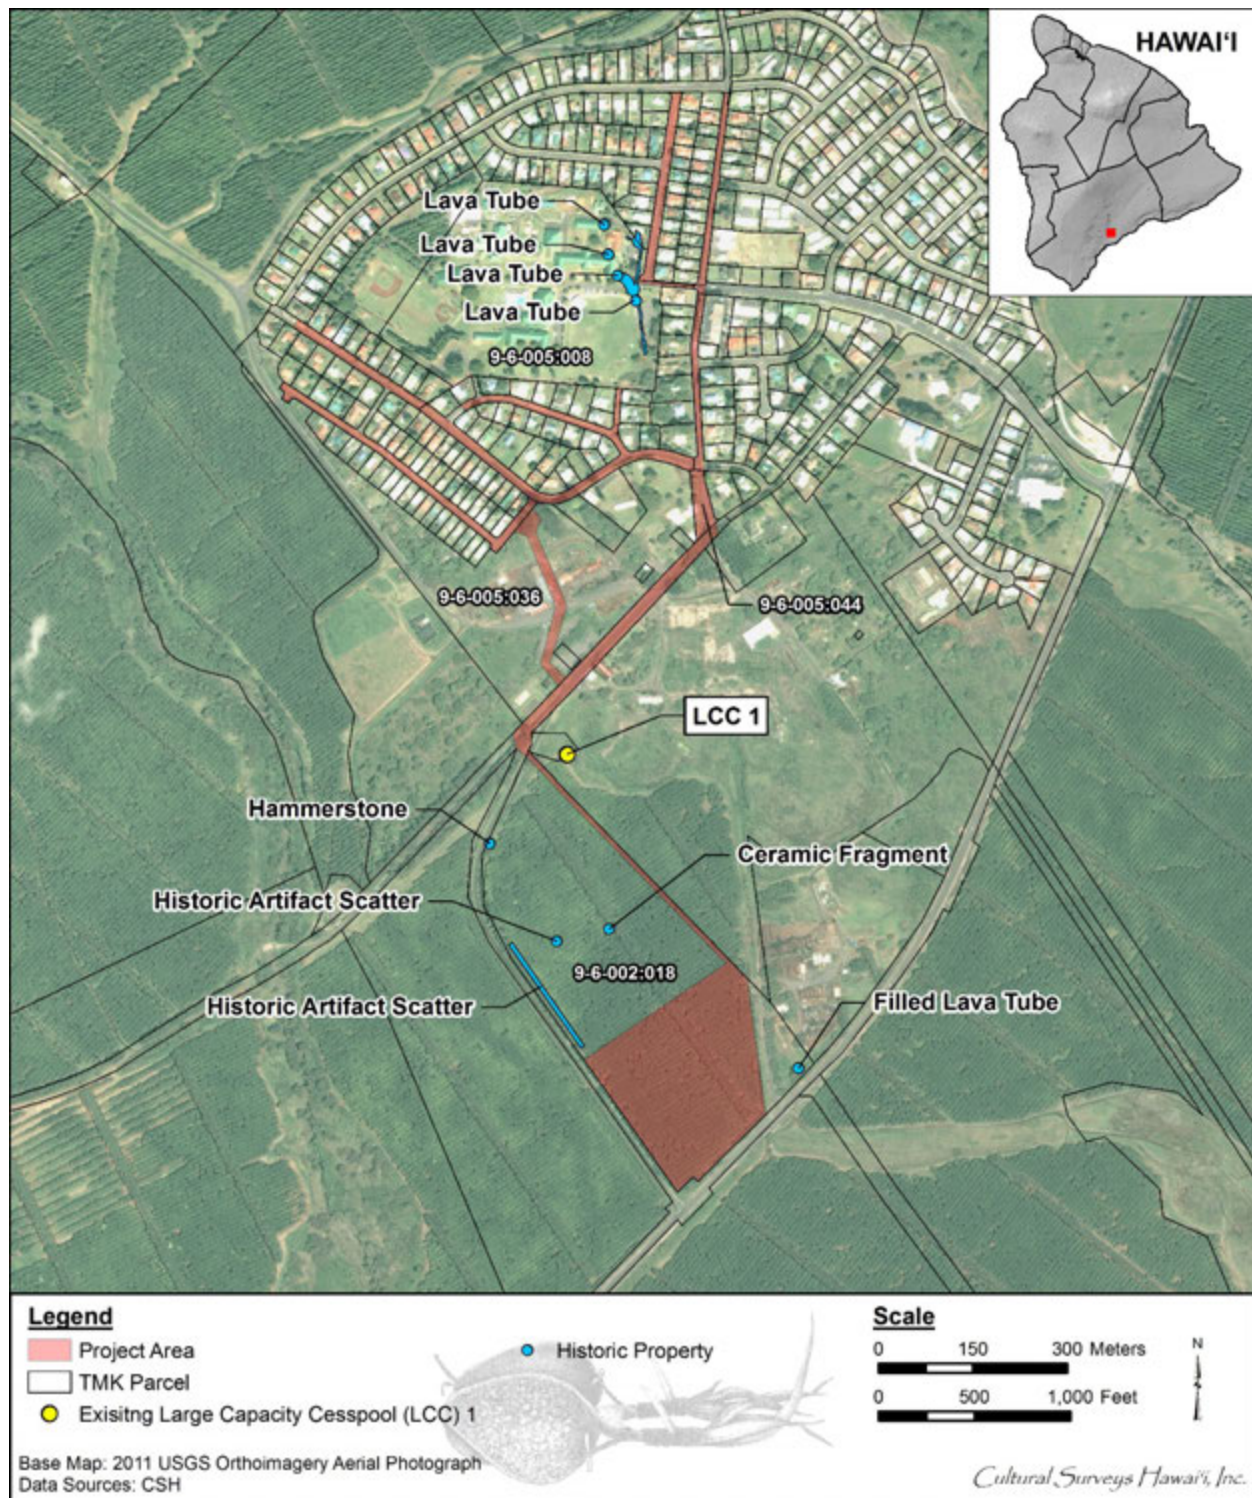 HAWAI‘I
Lava Tube
Lava Tube
Lava Tube
Lava Tube
9-6-005:008
9-6-005:036
9-6-005:044
LCC 1
Hammerstone
Ceramic Fragment
Historic Artifact Scatter
9-6-002:018
Historic Artifact Scatter
Filled Lava Tube
Legend
Project Area
TMK Parcel
Exisitng Large Capacity Cesspool (LCC) 1
Historic Property
Scale
0 150 300 Meters
0 500 1,000 Feet
N
Base Map: 2011 USGS Orthoimagery Aerial Photograph
Data Sources: CSH
Cultural Surveys Hawai‘i, Inc.